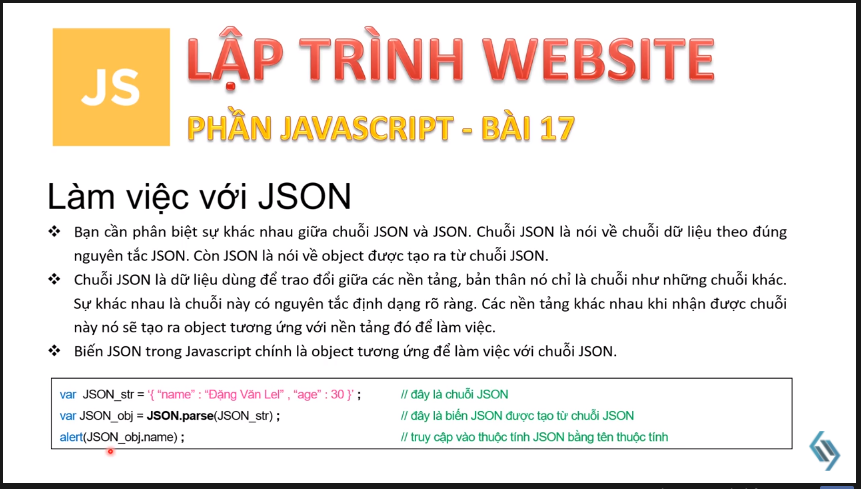 JS
LẬP TRÌNH WEBSITE
PHẦN JAVASCRIPT - BÀI 17
Làm việc với JSON
❖ Bạn cần phân biệt sự khác nhau giữa chuỗi JSON và JSON. Chuỗi JSON là nói về chuỗi dữ liệu theo đúng
nguyên tắc JSON. Còn JSON là nói về object được tạo ra từ chuỗi JSON.
❖ Chuỗi JSON là dữ liệu dùng để trao đổi giữa các nền tảng, bản thân nó chỉ là chuỗi như những chuỗi khác.
Sự khác nhau là chuỗi này có nguyên tắc định dạng rõ ràng. Các nền tảng khác nhau khi nhận được chuỗi
này nó sẽ tạo ra object tương ứng với nền tảng đó để làm việc.
❖ Biến JSON trong Javascript chính là object tương ứng để làm việc với chuỗi JSON.
var JSON_str = ‘{ “name” : “Đặng Văn Lel” , “age” : 30 }’ ; // đây là chuỗi JSON
var JSON_obj = JSON.parse(JSON_str) ; // đây là biến JSON được tạo từ chuỗi JSON
alert(JSON_obj.name) ; // truy cập vào thuộc tính JSON bằng tên thuộc tính